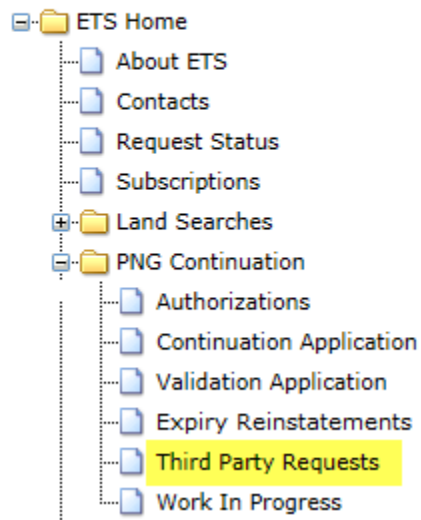 ETS Home
About ETS
Contacts
Request Status
Subscriptions
Land Searches
PNG Continuation
Authorizations
Continuation Application
Validation Application
Expiry Reinstatements
Third Party Requests
Work In Progress